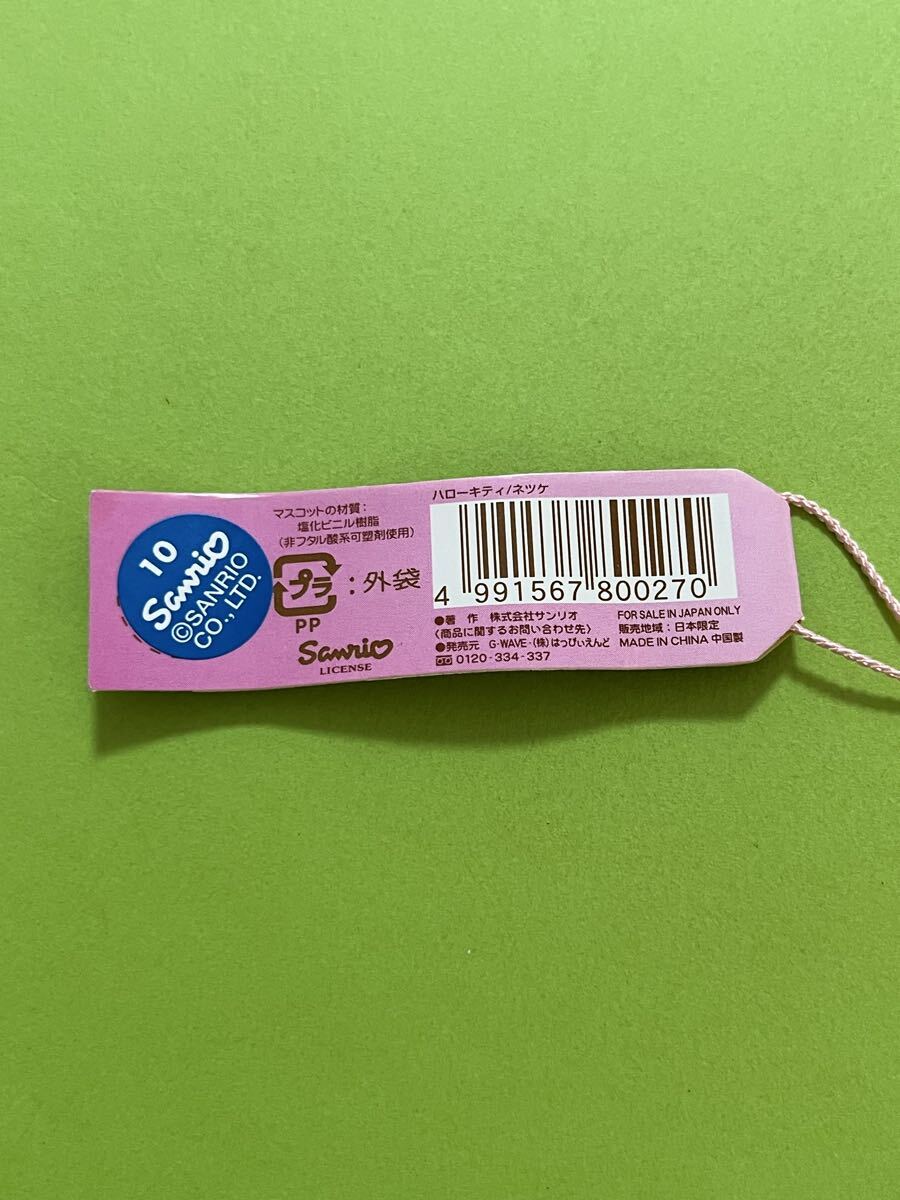 10
Sanrio
©SANRIO
CO.,LTD.
マスコットの材質:
塩化ビニル樹脂
(非フタル酸系可塑剤使用)
プラ:外袋
PP
Sanrio
LICENSE
ハローキティ/ネツケ
4 991567 800270
●著 作 株式会社サンリオ
〈商品に関するお問い合わせ先〉
●発売元 G-WAVE・(株)はっぴぃえんど
0120-334-337
FOR SALE IN JAPAN ONLY
販売地域:日本限定
MADE IN CHINA 中国製